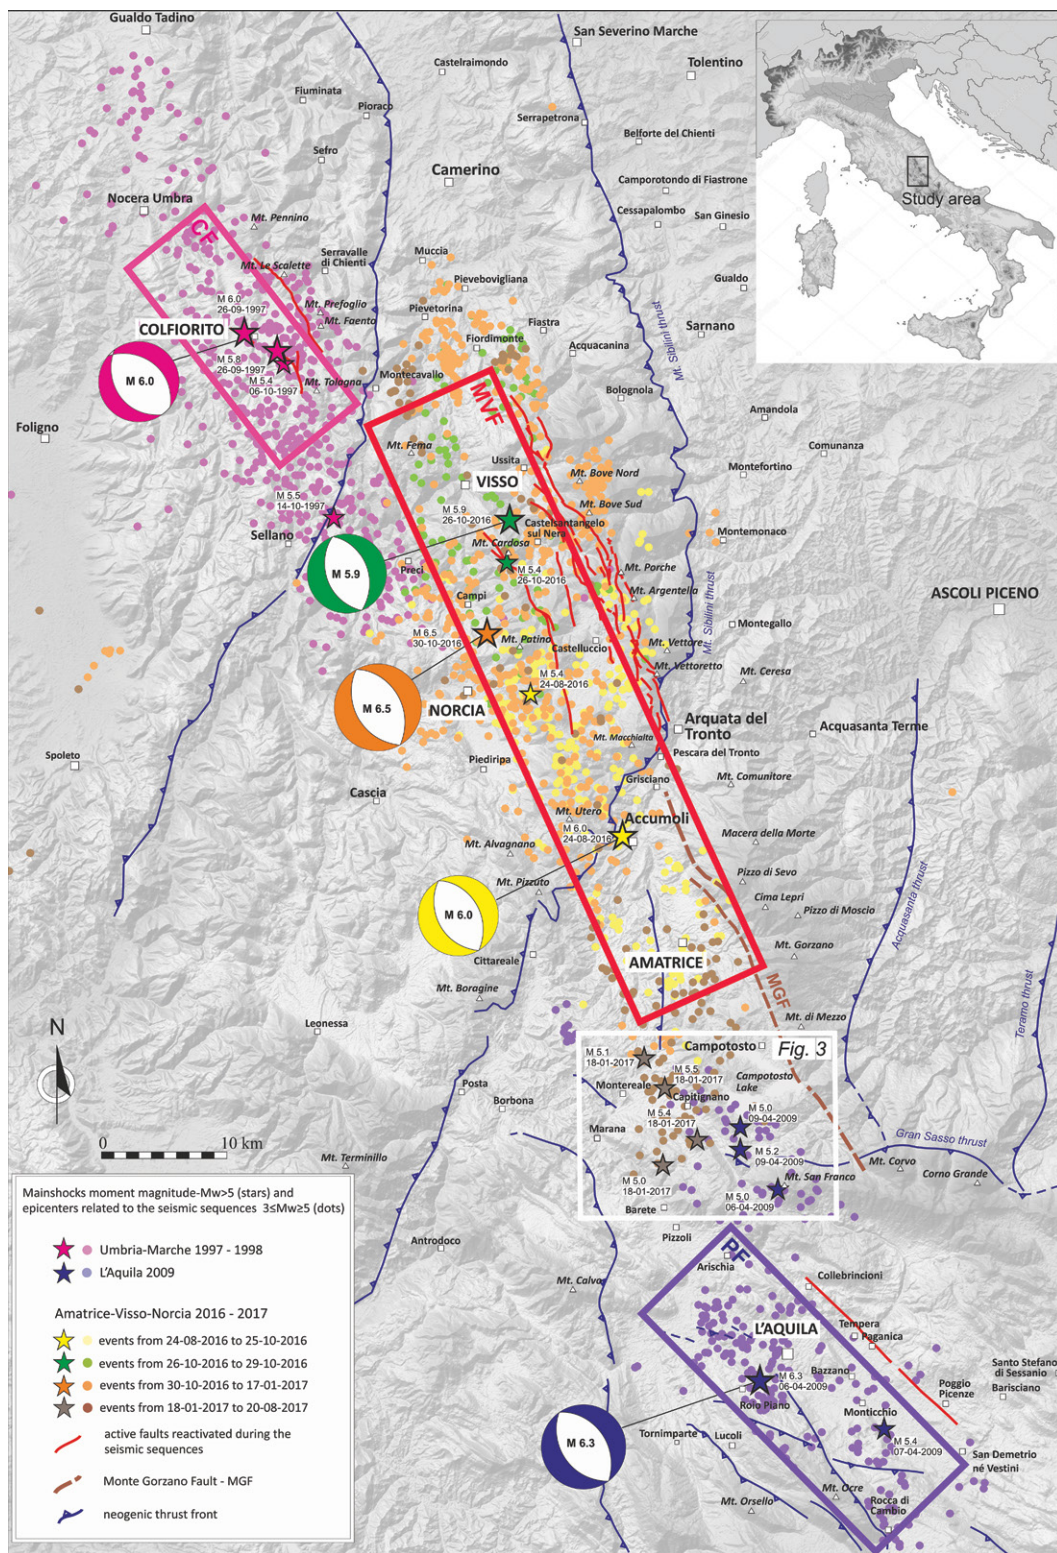 Gualdo Tadino
San Severino Marche
Castelraimondo
Tolentino
Fiuminata
Pioraco
Serrapetrona
Belforte del Chienti
Sefro
Camerino
Camporotondo di Fiastrone
Nocera Umbra
Mt. Pennino
Cessapalombo
San Ginesio
Study area
CF
Serravalle
di Chienti
Muccia
Mt. Le Scalette
Pievebovigliana
Gualdo
M 6.0
26-09-1997
Mt. Prefoglio
Pievetorina
Mt. Faento
Fiastra
Sarnano
COLFIORITO
Fiordimonte
Acquacanina
Mt. Sibilini thrust
M 5.8
26-09-1997
M 5.4
06-10-1997
Mt. Tolagna
Montecavallo
M 6.0
MVF
Bolognola
Amandola
Foligno
Mt. Fema
Comunanza
Ussita
Mt. Bove Nord
Montefortino
VISSO
M 5.5
14-10-1997
M 5.9
26-10-2016
Mt. Bove Sud
Castelsantangelo
sul Nera
Montemonaco
Sellano
Mt. Cardosa
Preci
M 5.4
26-10-2016
Mt. Porche
M 5.9
Mt. Argentella
ASCOLI PICENO
Campi
Mt. Sibilini thrust
Montegallo
M 6.5
30-10-2016
Mt. Patino
Castelluccio
Mt. Vettore
Mt. Vettoretto
M 5.4
24-08-2016
Mt. Ceresa
M 6.5
NORCIA
Arquata del
Tronto
Acquasanta Terme
Mt. Macchialta
Pescara del Tronto
Spoleto
Piediripa
Grisciano
Mt. Comunitore
Cascia
Mt. Utero
Accumoli
M 6.0
24-08-2016
Macera della Morte
Mt. Alvagnano
Pizzo di Sevo
Mt. Pizzuto
Cima Lepri
M 6.0
Pizzo di Moscio
Acquasanta thrust
Mt. Gorzano
Cittareale
AMATRICE
Mt. Boragine
MGF
Teramo thrust
Leonessa
Mt. di Mezzo
N
Campotosto
Fig. 3
M 5.1
18-01-2017
M 5.5
18-01-2017
Campotosto
Lake
Posta
Montereale
Capitignano
Borbona
M 5.4
18-01-2017
M 5.0
09-04-2009
Marana
0
10 km
Gran Sasso thrust
M 5.2
09-04-2009
Mt. Terminillo
Mt. Corvo
Corno Grande
M 5.0
18-01-2017
Mt. San Franco
M 5.0
06-04-2009
Barete
Mainshocks moment magnitude-Mw>5 (stars) and
epicenters related to the seismic sequences 3≤Mw≥5 (dots)
Umbria-Marche 1997 - 1998
L'Aquila 2009
Amatrice-Visso-Norcia 2016 - 2017
events from 24-08-2016 to 25-10-2016
events from 26-10-2016 to 29-10-2016
events from 30-10-2016 to 17-01-2017
events from 18-01-2017 to 20-08-2017
active faults reactivated during the
seismic sequences
Monte Gorzano Fault - MGF
neogenic thrust front
Antrodoco
Pizzoli
PF
Arischia
Collebrincioni
Mt. Calva
Tempera
Paganica
L'AQUILA
Santo Stefano
di Sessanio
Bazzano
M 6.3
06-04-2009
Poggio
Picenze
Barisciano
Roio Piano
Monticchio
M 6.3
Tornimparte
Lucoli
M 5.4
07-04-2009
San Demetrio
né Vestini
Mt. Ocre
Mt. Orsello
Rocca di
Cambio